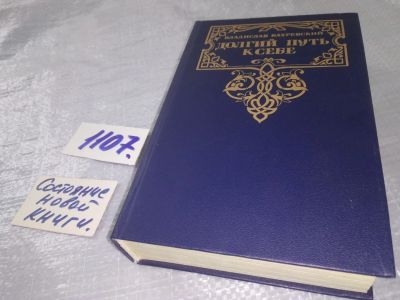 ВЛАДИСЛАВ БАХРЕВСКИЙ
ДОЛГИЙ ПУТЬ
К СЕБЕ
1107.
Состояние
новой
книги.